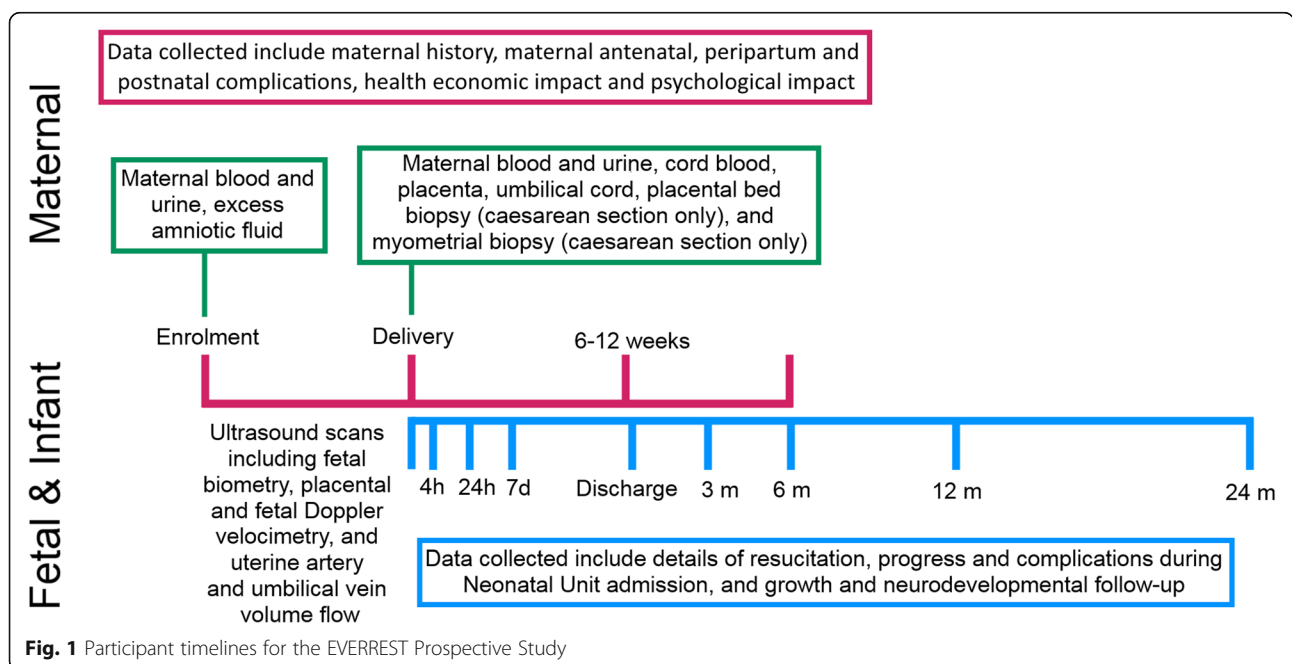 Maternal
Data collected include maternal history, maternal antenatal, peripartum and
postnatal complications, health economic impact and psychological impact
Maternal blood and
urine, excess
amniotic fluid
Maternal blood and urine, cord blood,
placenta, umbilical cord, placental bed
biopsy (caesarean section only), and
myometrial biopsy (caesarean section only)
Enrolment
Delivery
6-12 weeks
Fetal & Infant
Ultrasound scans
including fetal
biometry, placental
and fetal Doppler
velocimetry, and
uterine artery
and umbilical vein
volume flow
4h
24h
7d
Discharge
3 m
6 m
12 m
24 m
Data collected include details of resucitation, progress and complications during
Neonatal Unit admission, and growth and neurodevelopmental follow-up
Fig. 1 Participant timelines for the EVERREST Prospective Study